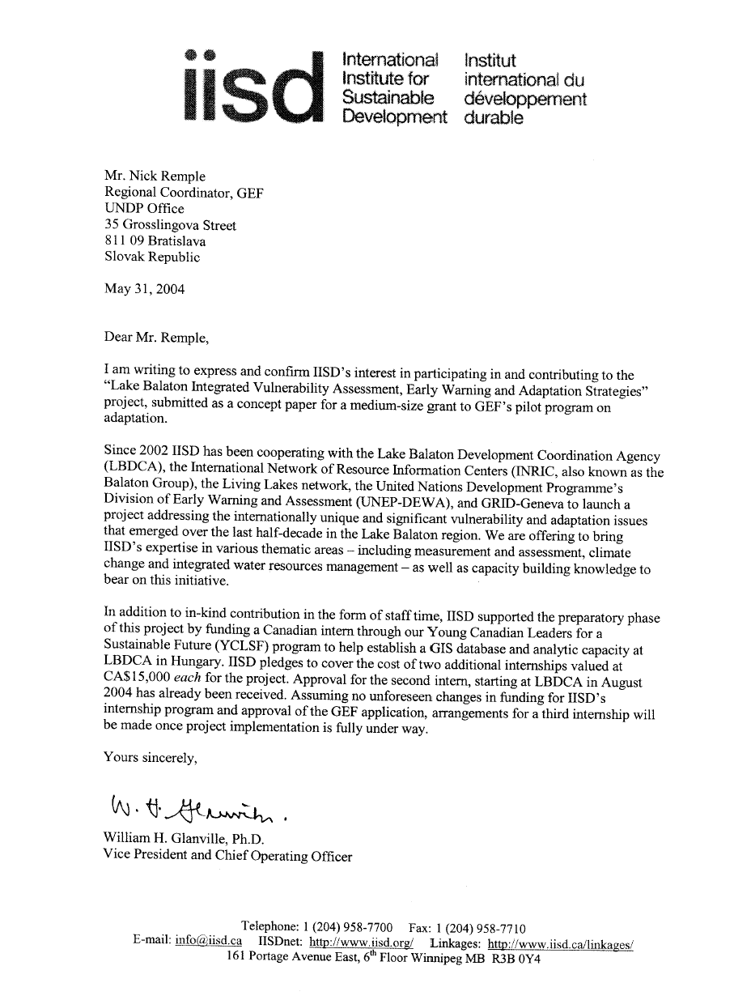 iisd
International
Institute for
Sustainable
Development
Institut
international du
développement
durable
Mr. Nick Remple
Regional Coordinator, GEF
UNDP Office
35 Grosslingova Street
811 09 Bratislava
Slovak Republic
May 31, 2004
Dear Mr. Remple,
I am writing to express and confirm IISD's interest in participating in and contributing to the
“Lake Balaton Integrated Vulnerability Assessment, Early Warning and Adaptation Strategies”
project, submitted as a concept paper for a medium-size grant to GEF's pilot program on
adaptation.
Since 2002 IISD has been cooperating with the Lake Balaton Development Coordination Agency
(LBDCA), the International Network of Resource Information Centers (INRIC, also known as the
Balaton Group), the Living Lakes network, the United Nations Development Programme's
Division of Early Warning and Assessment (UNEP-DEWA), and GRID-Geneva to launch a
project addressing the internationally unique and significant vulnerability and adaptation issues
that emerged over the last half-decade in the Lake Balaton region. We are offering to bring
IISD's expertise in various thematic areas – including measurement and assessment, climate
change and integrated water resources management – as well as capacity building knowledge to
bear on this initiative.
In addition to in-kind contribution in the form of staff time, IISD supported the preparatory phase
of this project by funding a Canadian intern through our Young Canadian Leaders for a
Sustainable Future (YCLSF) program to help establish a GIS database and analytic capacity at
LBDCA in Hungary. IISD pledges to cover the cost of two additional internships valued at
CA$15,000 each for the project. Approval for the second intern, starting at LBDCA in August
2004 has already been received. Assuming no unforeseen changes in funding for IISD's
internship program and approval of the GEF application, arrangements for a third internship will
be made once project implementation is fully under way.
Yours sincerely,
W. H. Glanville.
William H. Glanville, Ph.D.
Vice President and Chief Operating Officer
Telephone: 1 (204) 958-7700 Fax: 1 (204) 958-7710
E-mail: info@iisd.ca IISDnet: http://www.iisd.org/ Linkages: http://www.iisd.ca/linkages/
161 Portage Avenue East, 6th Floor Winnipeg MB R3B 0Y4